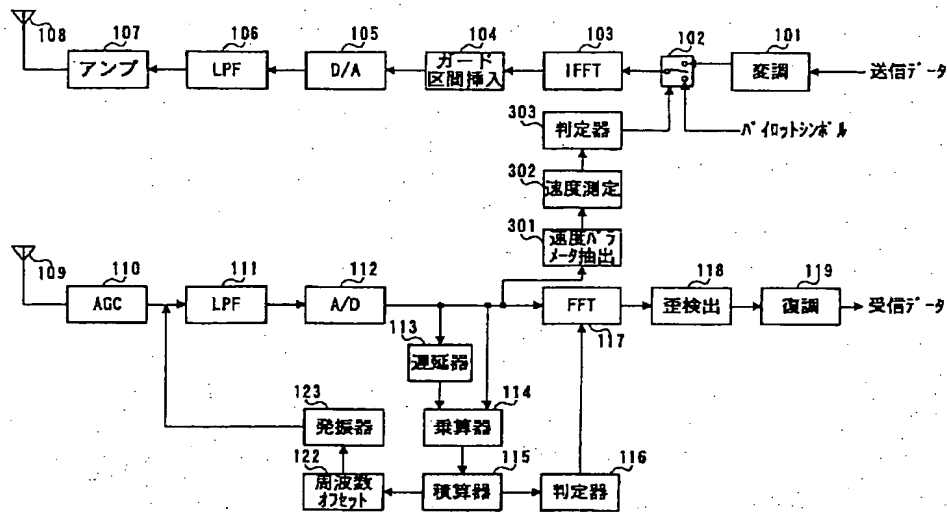 108
107
アンプ
106
LPF
105
D/A
104
ガード
区間挿入
103
IFFT
102
101
変調
送信データ
303
判定器
パイロットシンボル
302
速度測定
301
速度パラ
メータ抽出
109
110
AGC
111
LPF
112
A/D
FFT
117
118
歪検出
119
復調
受信データ
113
遅延器
123
発振器
114
乗算器
122
周波数
オフセット
115
積算器
116
判定器